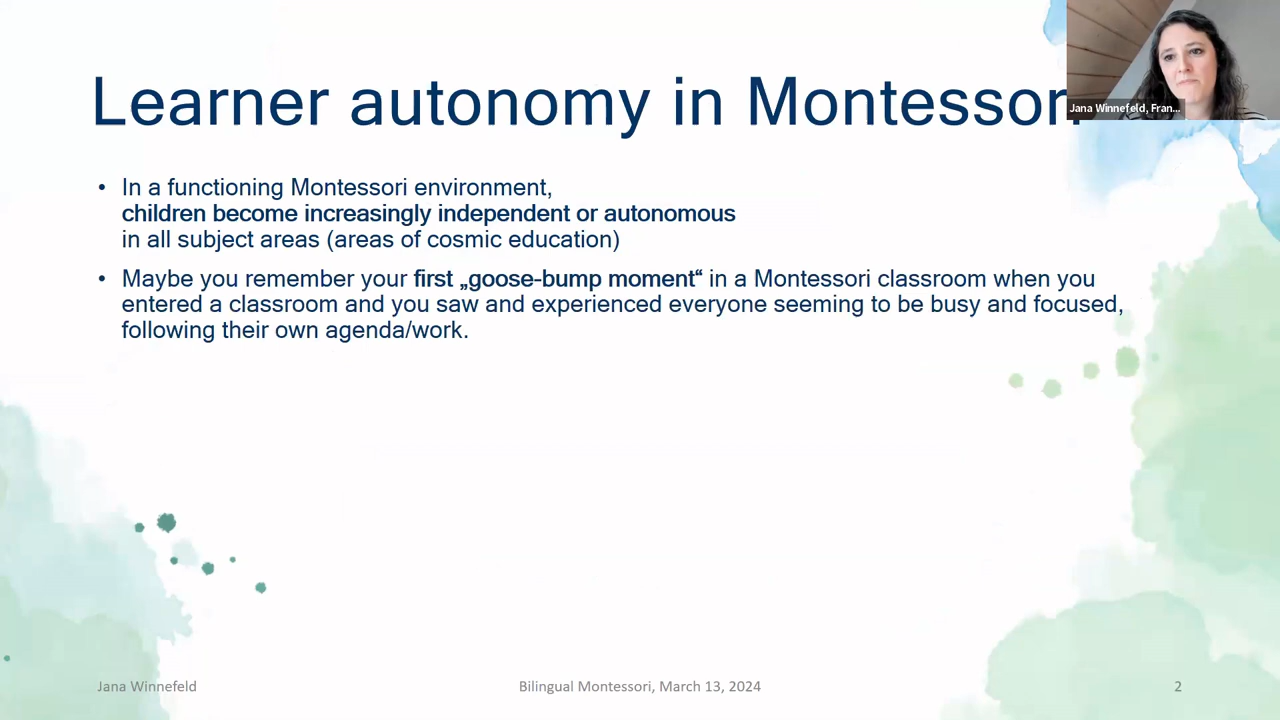 Learner autonomy in Montessori
Jana Winnefeld, Fran...
• In a functioning Montessori environment,
children become increasingly independent or autonomous
in all subject areas (areas of cosmic education)
• Maybe you remember your first „goose-bump moment“ in a Montessori classroom when you
entered a classroom and you saw and experienced everyone seeming to be busy and focused,
following their own agenda/work.
Jana Winnefeld
Bilingual Montessori, March 13, 2024
2